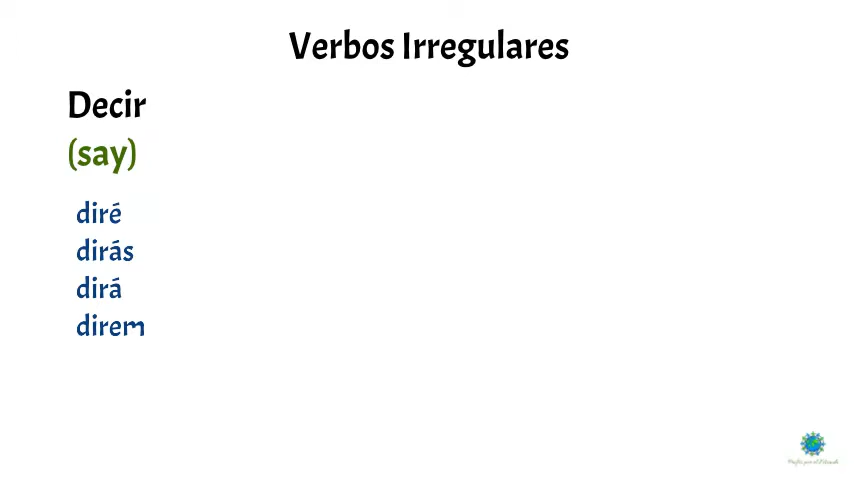 Verbos Irregulares
Decir
(say)
diré
dirás
dirá
direm